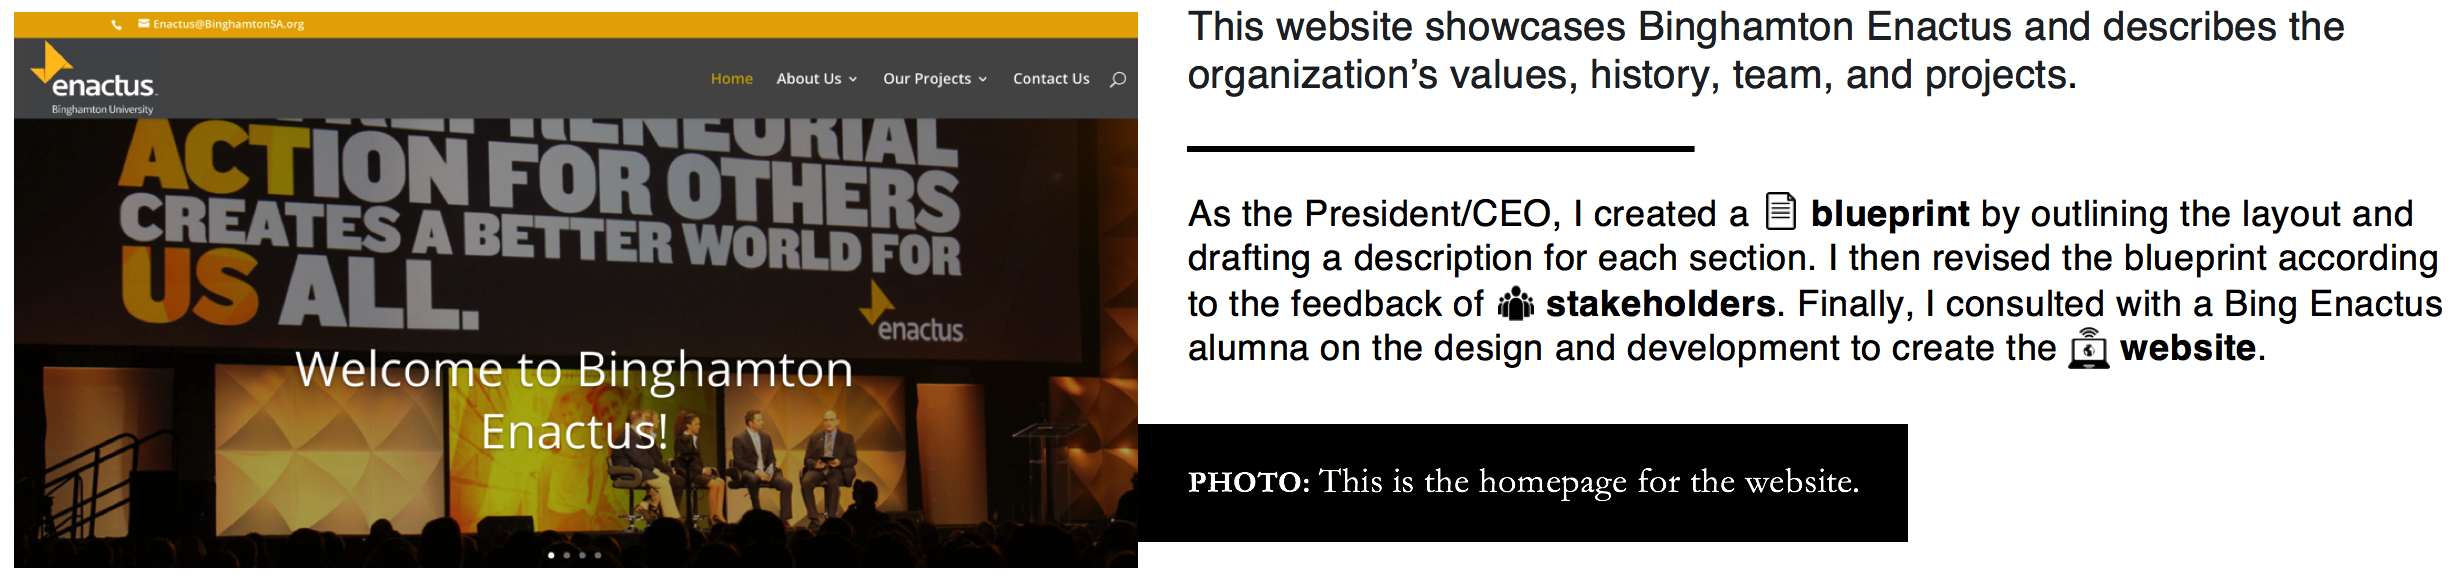 Enactus@BinghamtonSA.org
enactus
Binghamton University
Home About Us Our Projects Contact Us
ACTION FOR OTHERS
CREATES A BETTER WORLD FOR
US ALL.
enactus
Welcome to Binghamton
Enactus!
This website showcases Binghamton Enactus and describes the
organization’s values, history, team, and projects.
As the President/CEO, I created a blueprint by outlining the layout and
drafting a description for each section. I then revised the blueprint according
to the feedback of stakeholders. Finally, I consulted with a Bing Enactus
alumna on the design and development to create the website.
PHOTO: This is the homepage for the website.